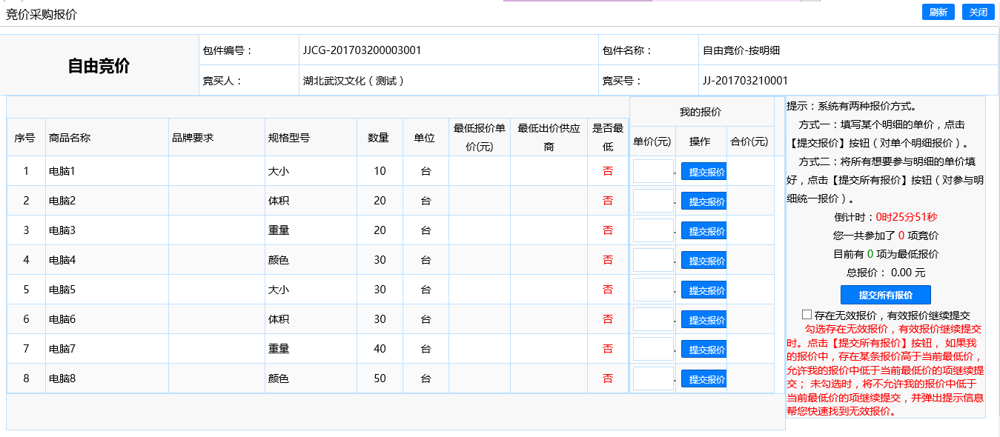 竞价采购报价 刷新 关闭
自由竞价
包件编号： JJCG-201703200003001 包件名称： 自由竞价-按明细
竞买人： 湖北武汉文化（测试） 竞买号： JJ-201703210001
我的报价
序号 商品名称 品牌要求 规格型号 数量 单位 最低报价单价(元) 最低出价供应商 是否最低 单价(元) 操作 合价(元)
1 电脑1 大小 10 台 否 . 提交报价
2 电脑2 体积 20 台 否 . 提交报价
3 电脑3 重量 20 台 否 . 提交报价
4 电脑4 颜色 30 台 否 . 提交报价
5 电脑5 大小 30 台 否 . 提交报价
6 电脑6 体积 30 台 否 . 提交报价
7 电脑7 重量 40 台 否 . 提交报价
8 电脑8 颜色 50 台 否 . 提交报价
提示：系统有两种报价方式。
方式一：填写某个明细的单价，点击
【提交报价】按钮（对单个明细报价）。
方式二：将所有想要参与明细的单价填
好，点击【提交所有报价】按钮（对参与明
细统一报价）。
倒计时：0时25分51秒
您一共参加了 0 项竞价
目前有 0 项为最低报价
总报价： 0.00 元
提交所有报价
存在无效报价，有效报价继续提交
勾选存在无效报价，有效报价继续提交
时。点击【提交所有报价】按钮， 如果我
的报价中，存在某条报价高于当前最低价，
允许我的报价中低于当前最低价的项继续提
交； 未勾选时，将不允许我的报价中低于
当前最低价的项继续提交，并弹出提示信息
帮您快速找到无效报价。